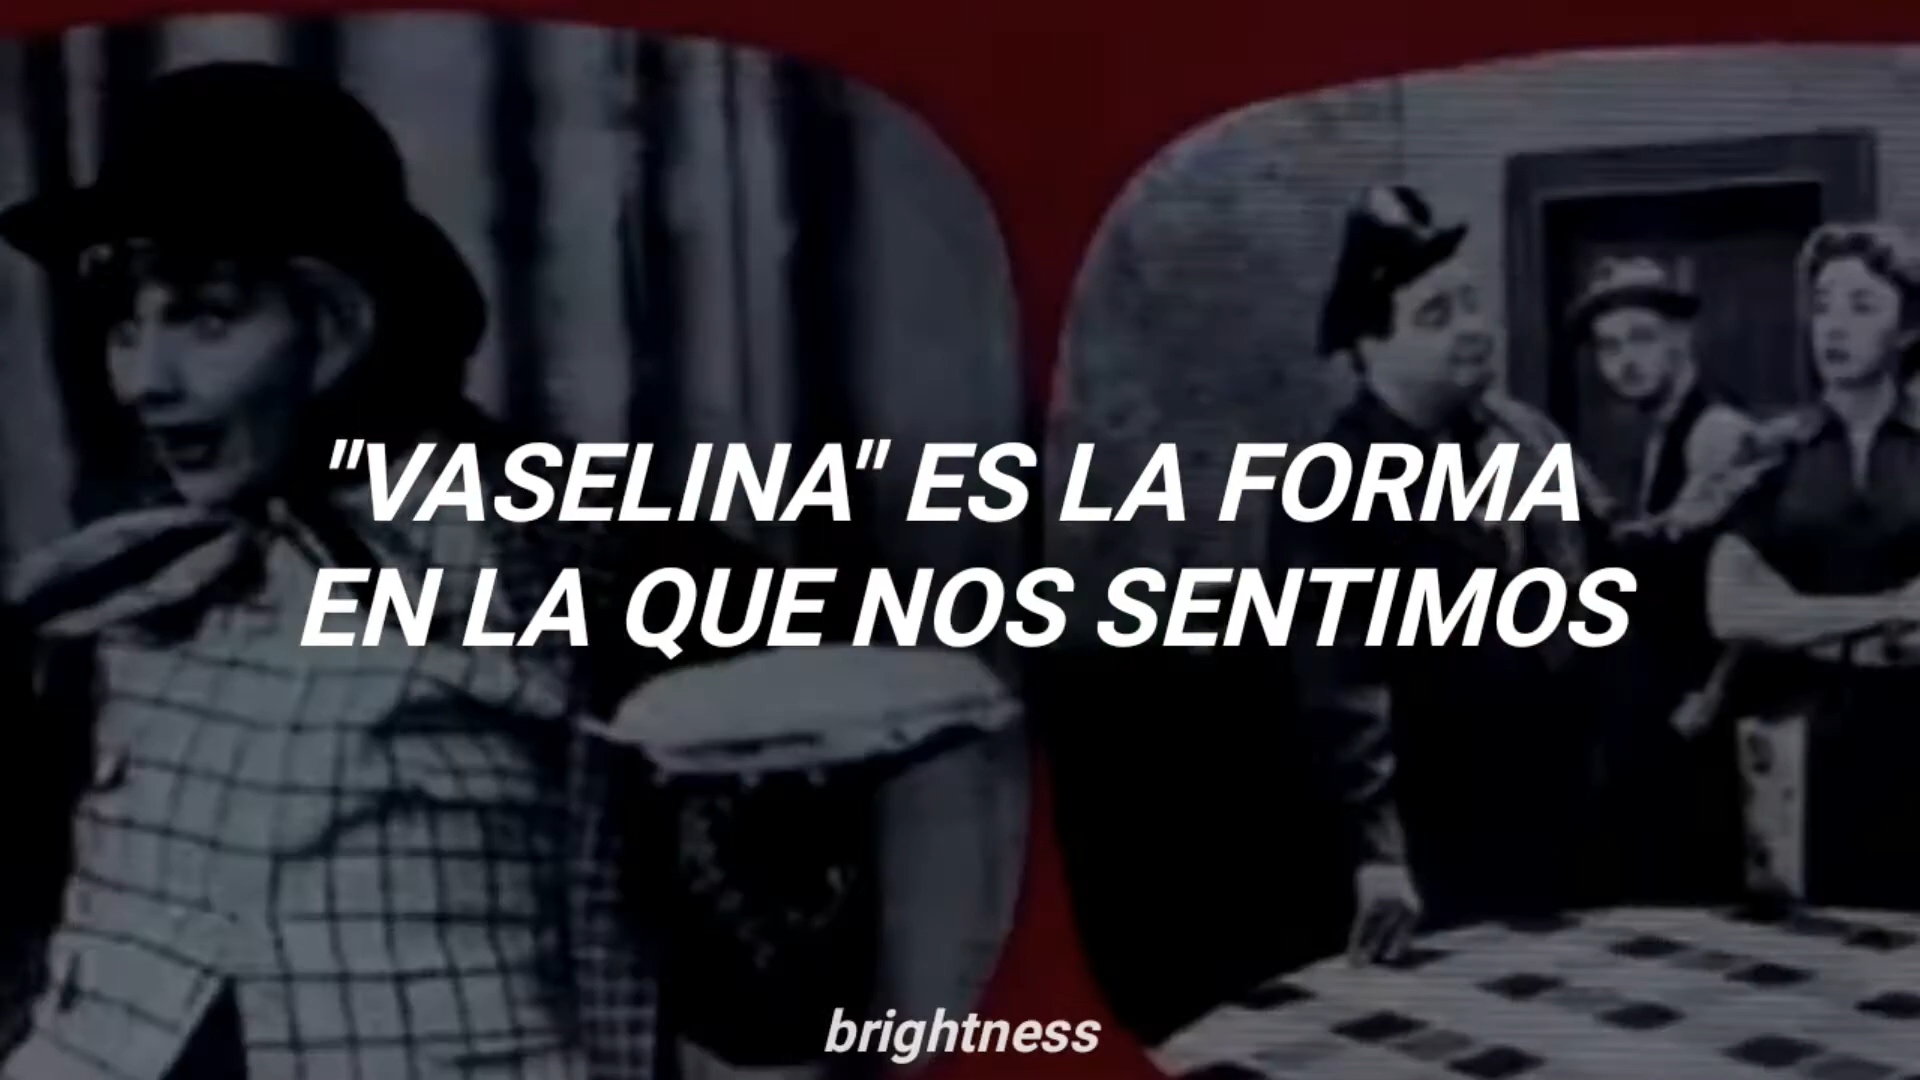 "VASELINA" ES LA FORMA
EN LA QUE NOS SENTIMOS
brightness